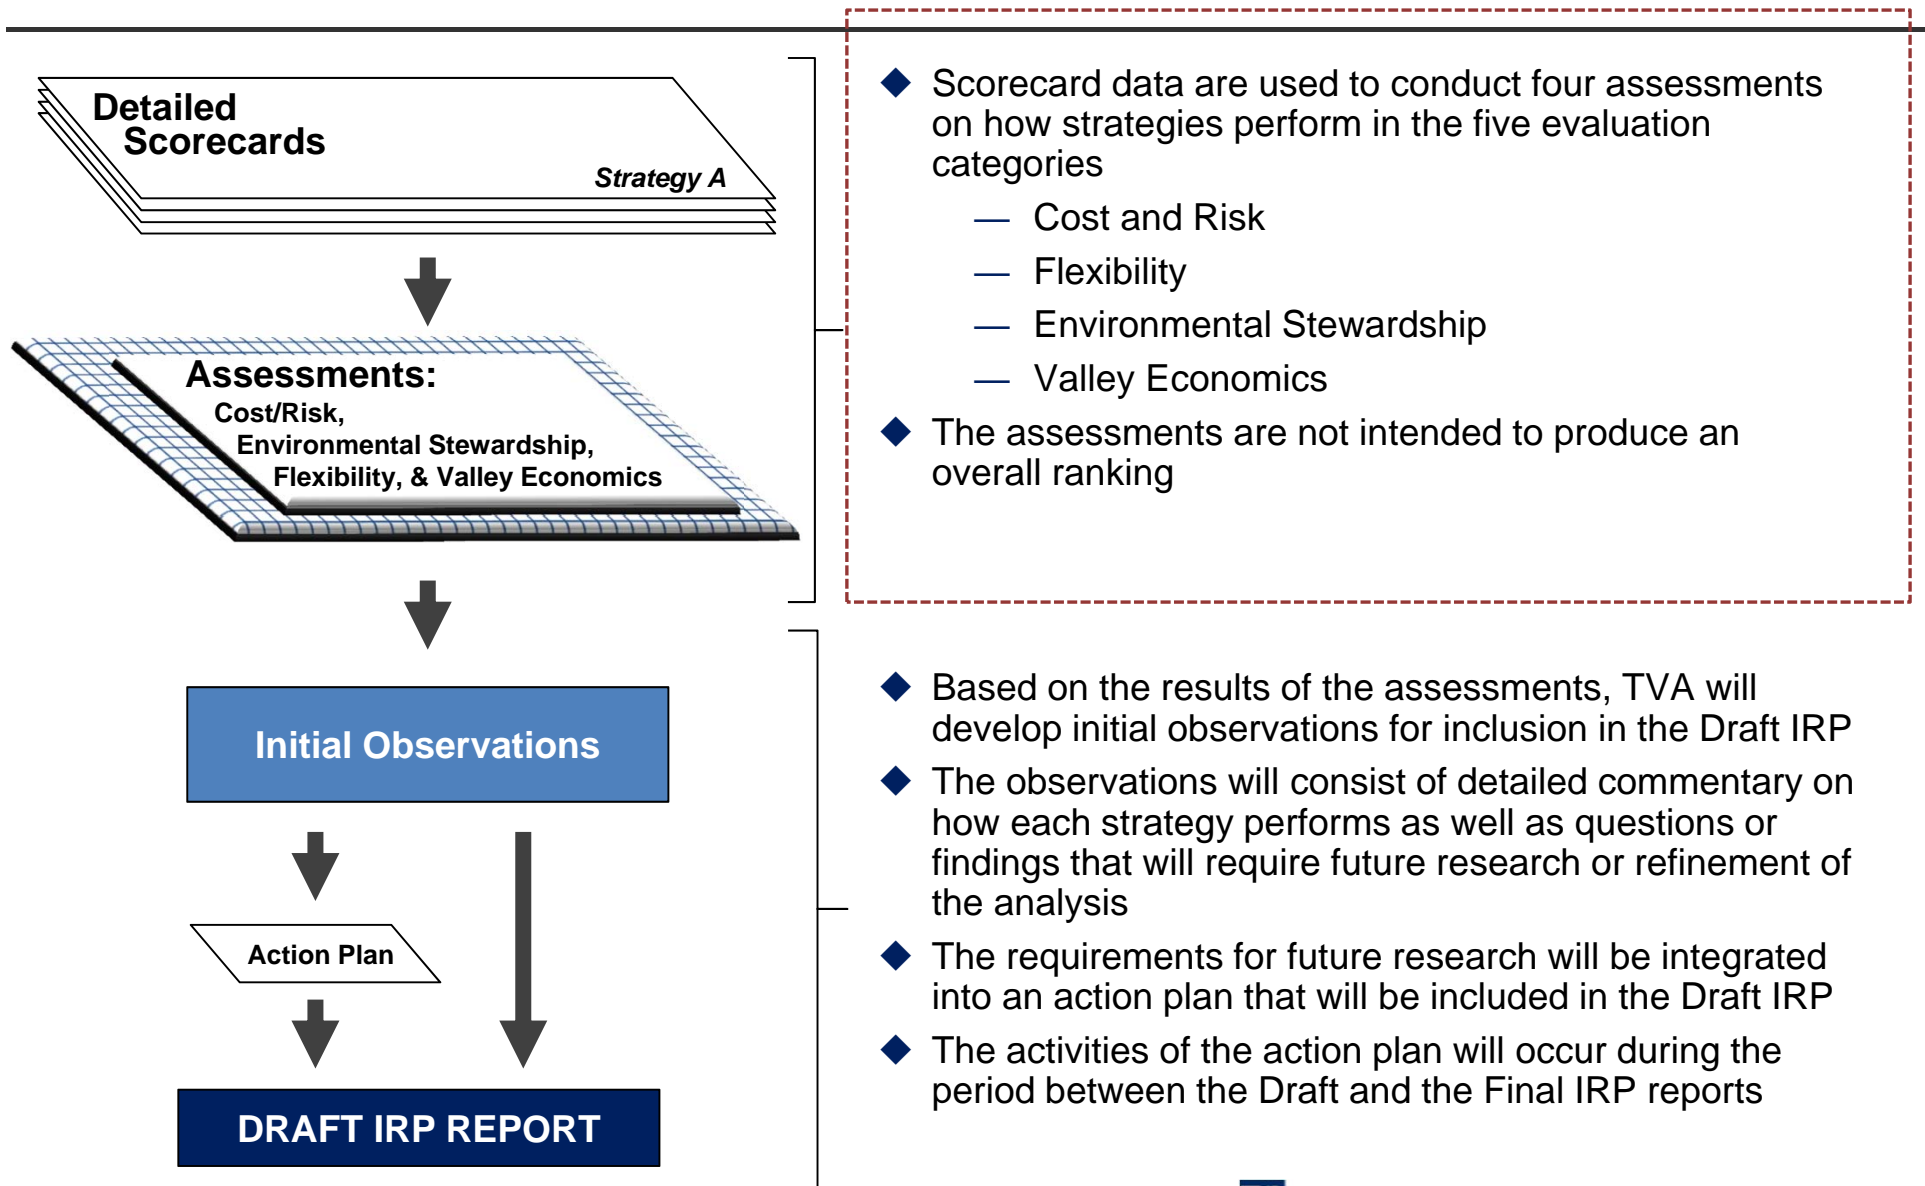 Detailed
Scorecards
Strategy A
Assessments:
Cost/Risk,
Environmental Stewardship,
Flexibility, & Valley Economics
Initial Observations
Action Plan
DRAFT IRP REPORT
Scorecard data are used to conduct four assessments
on how strategies perform in the five evaluation
categories
— Cost and Risk
— Flexibility
— Environmental Stewardship
— Valley Economics
The assessments are not intended to produce an
overall ranking
Based on the results of the assessments, TVA will
develop initial observations for inclusion in the Draft IRP
The observations will consist of detailed commentary on
how each strategy performs as well as questions or
findings that will require future research or refinement of
the analysis
The requirements for future research will be integrated
into an action plan that will be included in the Draft IRP
The activities of the action plan will occur during the
period between the Draft and the Final IRP reports